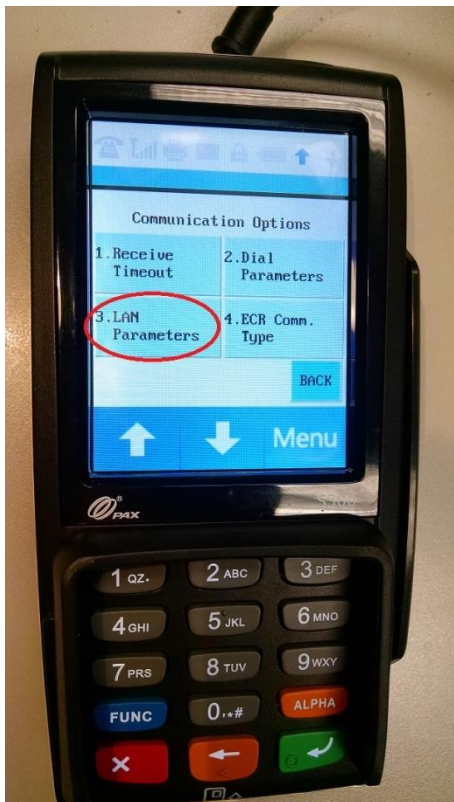 Communication Options
1.Receive Timeout
2.Dial Parameters
3.LAN Parameters
4.ECR Comm. Type
BACK
Menu
PAX
S300
1 QZ.
2 ABC
3 DEF
4 GHI
5 JKL
6 MNO
7 PRS
8 TUV
9 WXY
FUNC
0,*#
ALPHA